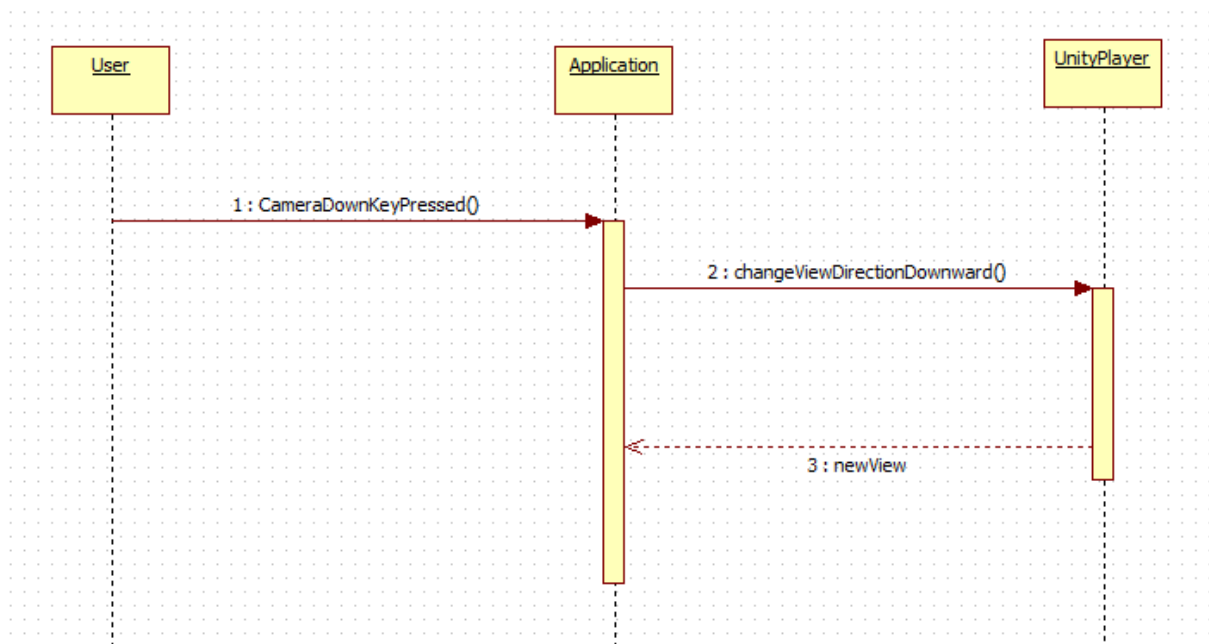 User
Application
UnityPlayer
1 : CameraDownKeyPressed()
2 : changeViewDirectionDownward()
3 : newView